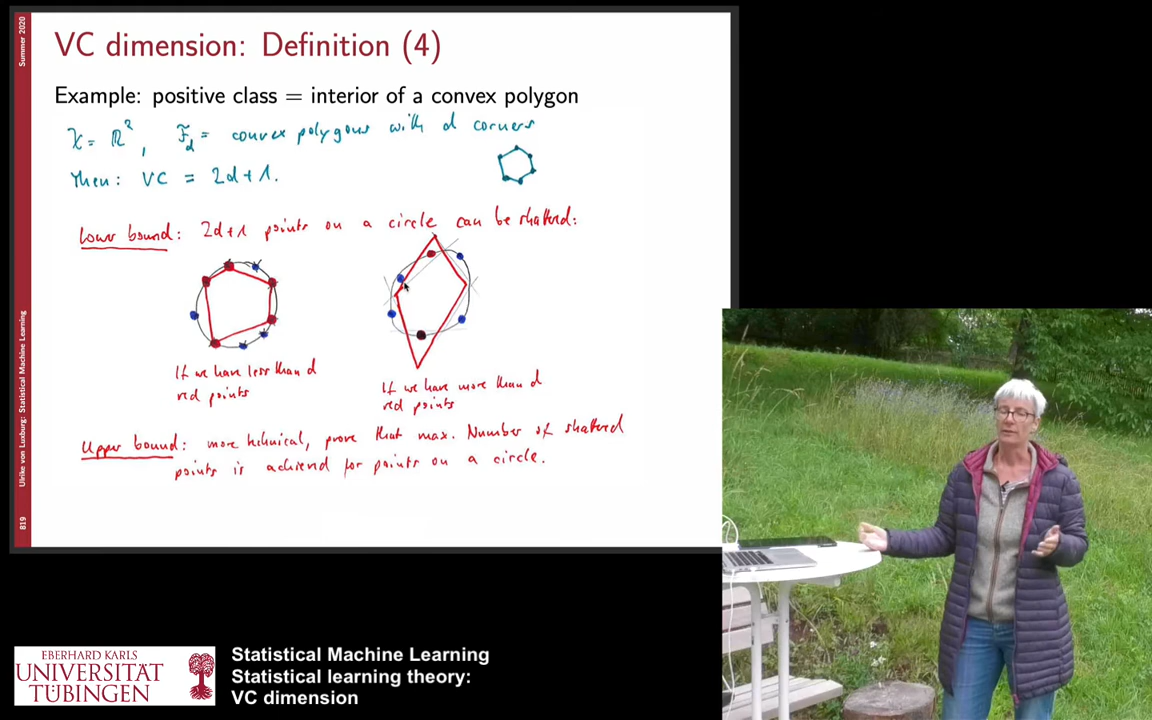 Summer 2020
VC dimension: Definition (4)
Example: positive class = interior of a convex polygon
X = ℝ², F̃_d = convex polygons with d corners
Then: VC = 2d+1.
Lower bound: 2d+1 points on a circle can be shattered:
If we have less than d
red points
If we have more than d
red points
Upper bound: more technical, prove that max. Number of shattered
points is achieved for points on a circle.
Ulrike von Luxburg: Statistical Machine Learning
819
EBERHARD KARLS
UNIVERSITÄT
TÜBINGEN
Statistical Machine Learning
Statistical learning theory:
VC dimension